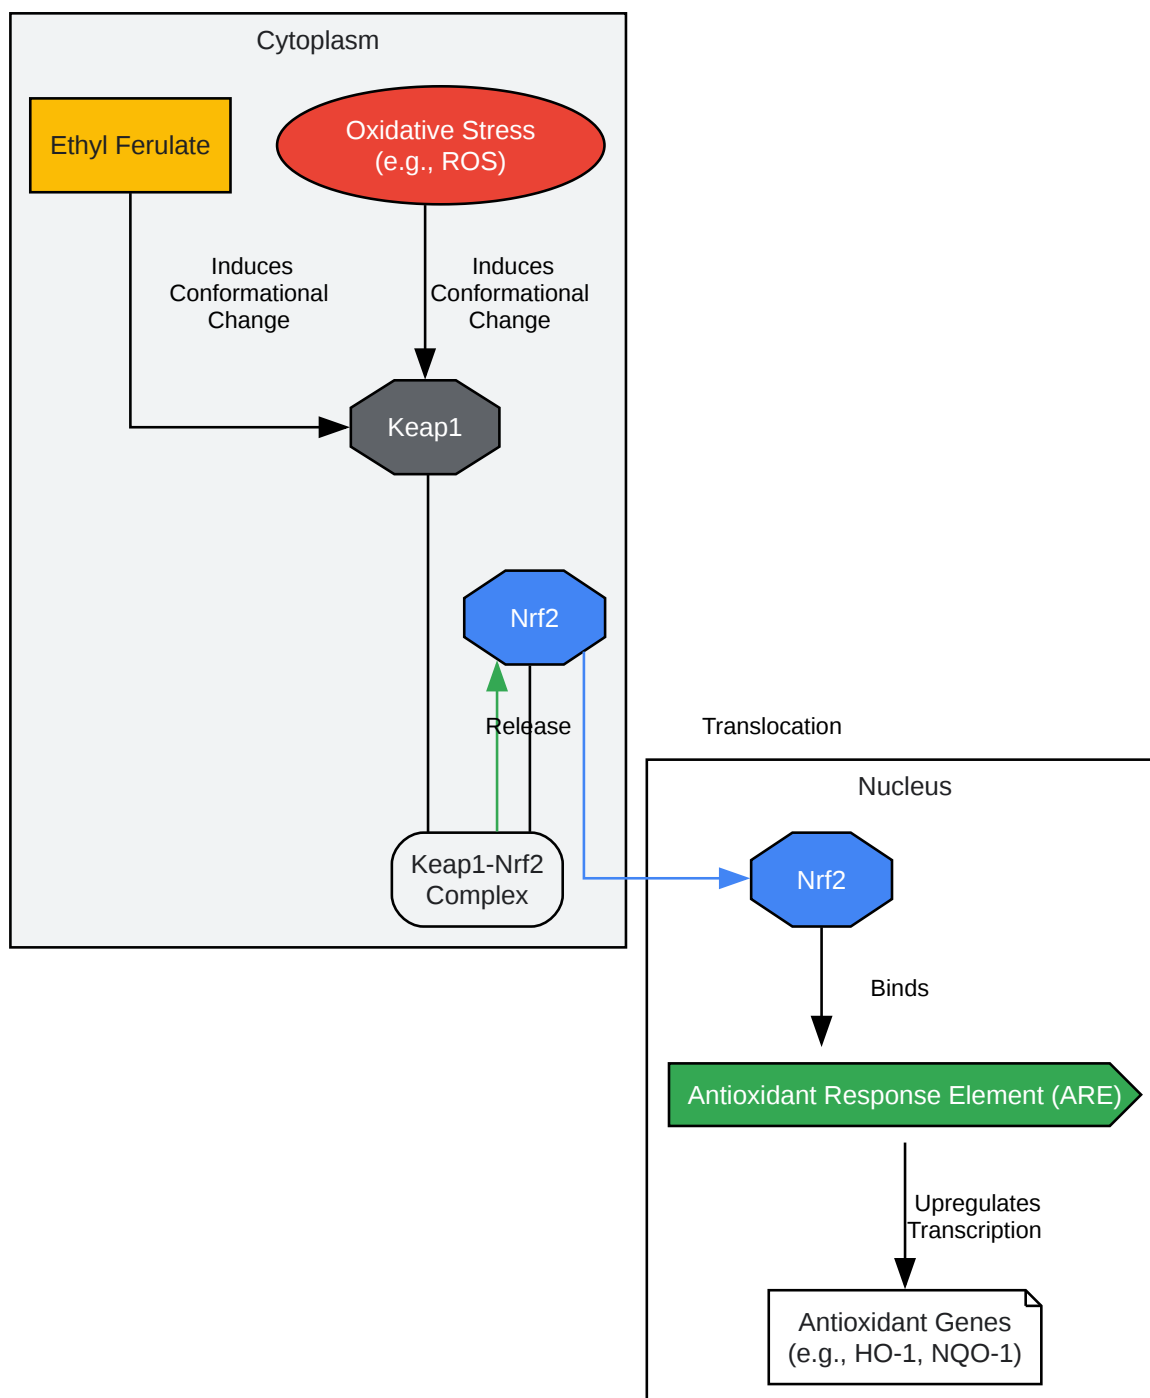 Cytoplasm
Ethyl Ferulate
Oxidative Stress
(e.g., ROS)
Induces
Conformational
Change
Induces
Conformational
Change
Keap1
Nrf2
Release
Translocation
Keap1-Nrf2
Complex
Nucleus
Nrf2
Binds
Antioxidant Response Element (ARE)
Upregulates
Transcription
Antioxidant Genes
(e.g., HO-1, NQO-1)